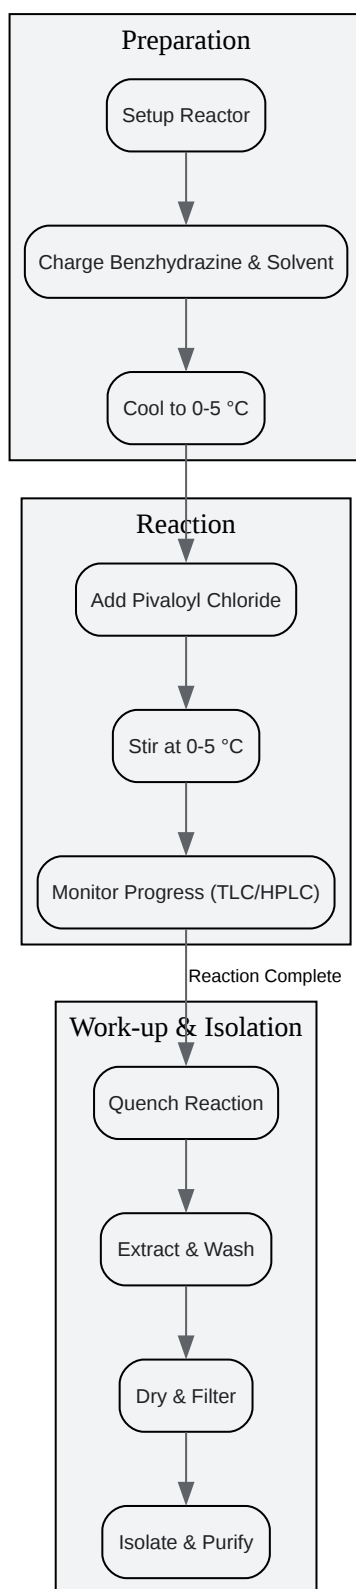 Preparation
Setup Reactor
Charge Benzhydrazine & Solvent
Cool to 0-5 °C
Reaction
Add Pivaloyl Chloride
Stir at 0-5 °C
Monitor Progress (TLC/HPLC)
Reaction Complete
Work-up & Isolation
Quench Reaction
Extract & Wash
Dry & Filter
Isolate & Purify